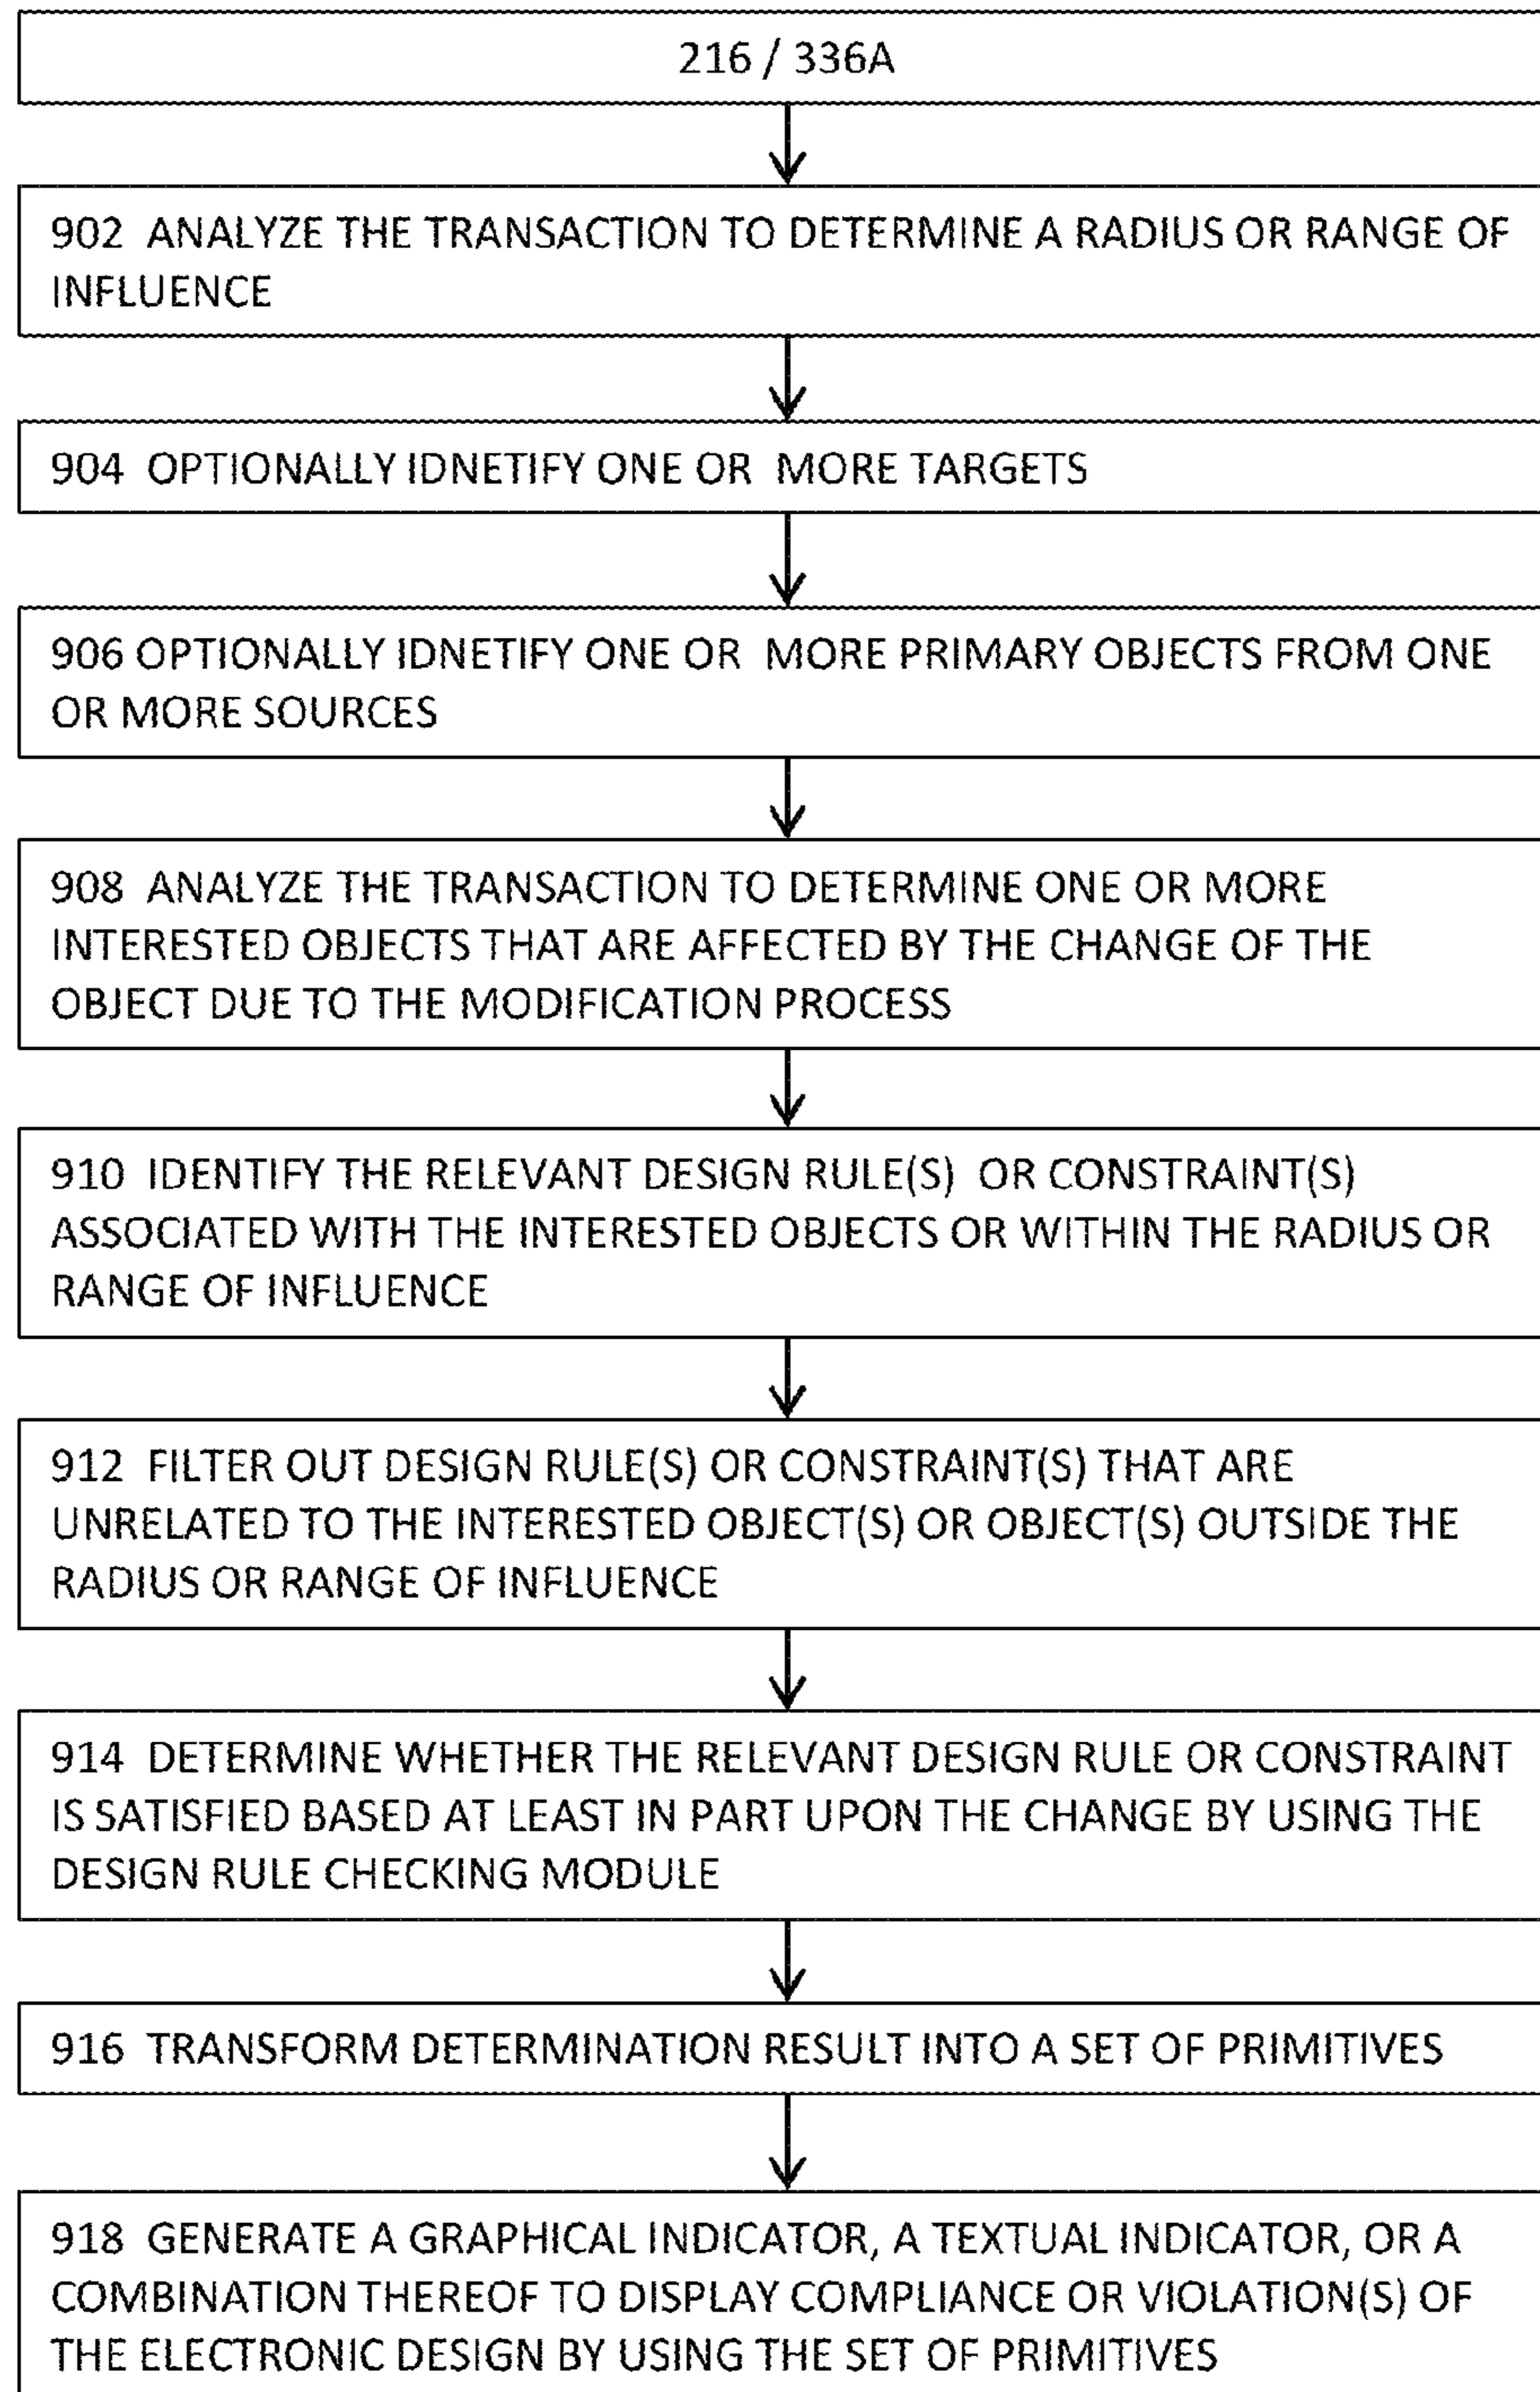 216 / 336A
902 ANALYZE THE TRANSACTION TO DETERMINE A RADIUS OR RANGE OF
INFLUENCE
904 OPTIONALLY IDNETIFY ONE OR MORE TARGETS
906 OPTIONALLY IDNETIFY ONE OR MORE PRIMARY OBJECTS FROM ONE
OR MORE SOURCES
908 ANALYZE THE TRANSACTION TO DETERMINE ONE OR MORE
INTERESTED OBJECTS THAT ARE AFFECTED BY THE CHANGE OF THE
OBJECT DUE TO THE MODIFICATION PROCESS
910 IDENTIFY THE RELEVANT DESIGN RULE(S) OR CONSTRAINT(S)
ASSOCIATED WITH THE INTERESTED OBJECTS OR WITHIN THE RADIUS OR
RANGE OF INFLUENCE
912 FILTER OUT DESIGN RULE(S) OR CONSTRAINT(S) THAT ARE
UNRELATED TO THE INTERESTED OBJECT(S) OR OBJECT(S) OUTSIDE THE
RADIUS OR RANGE OF INFLUENCE
914 DETERMINE WHETHER THE RELEVANT DESIGN RULE OR CONSTRAINT
IS SATISFIED BASED AT LEAST IN PART UPON THE CHANGE BY USING THE
DESIGN RULE CHECKING MODULE
916 TRANSFORM DETERMINATION RESULT INTO A SET OF PRIMITIVES
918 GENERATE A GRAPHICAL INDICATOR, A TEXTUAL INDICATOR, OR A
COMBINATION THEREOF TO DISPLAY COMPLIANCE OR VIOLATION(S) OF
THE ELECTRONIC DESIGN BY USING THE SET OF PRIMITIVES